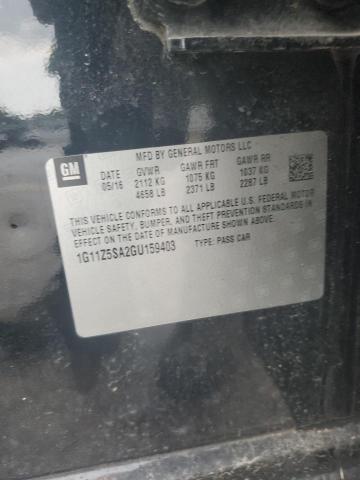 GM
MFD BY GENERAL MOTORS LLC
DATE GVWR GAWR FRT GAWR RR
05/16 2112 KG 1075 KG 1037 KG
4658 LB 2371 LB 2287 LB
THIS VEHICLE CONFORMS TO ALL APPLICABLE U.S. FEDERAL MOTOR
VEHICLE SAFETY, BUMPER, AND THEFT PREVENTION STANDARDS IN
EFFECT ON THE DATE OF MANUFACTURE SHOWN ABOVE.
1G11Z5SA2GU159403 TYPE: PASS CAR